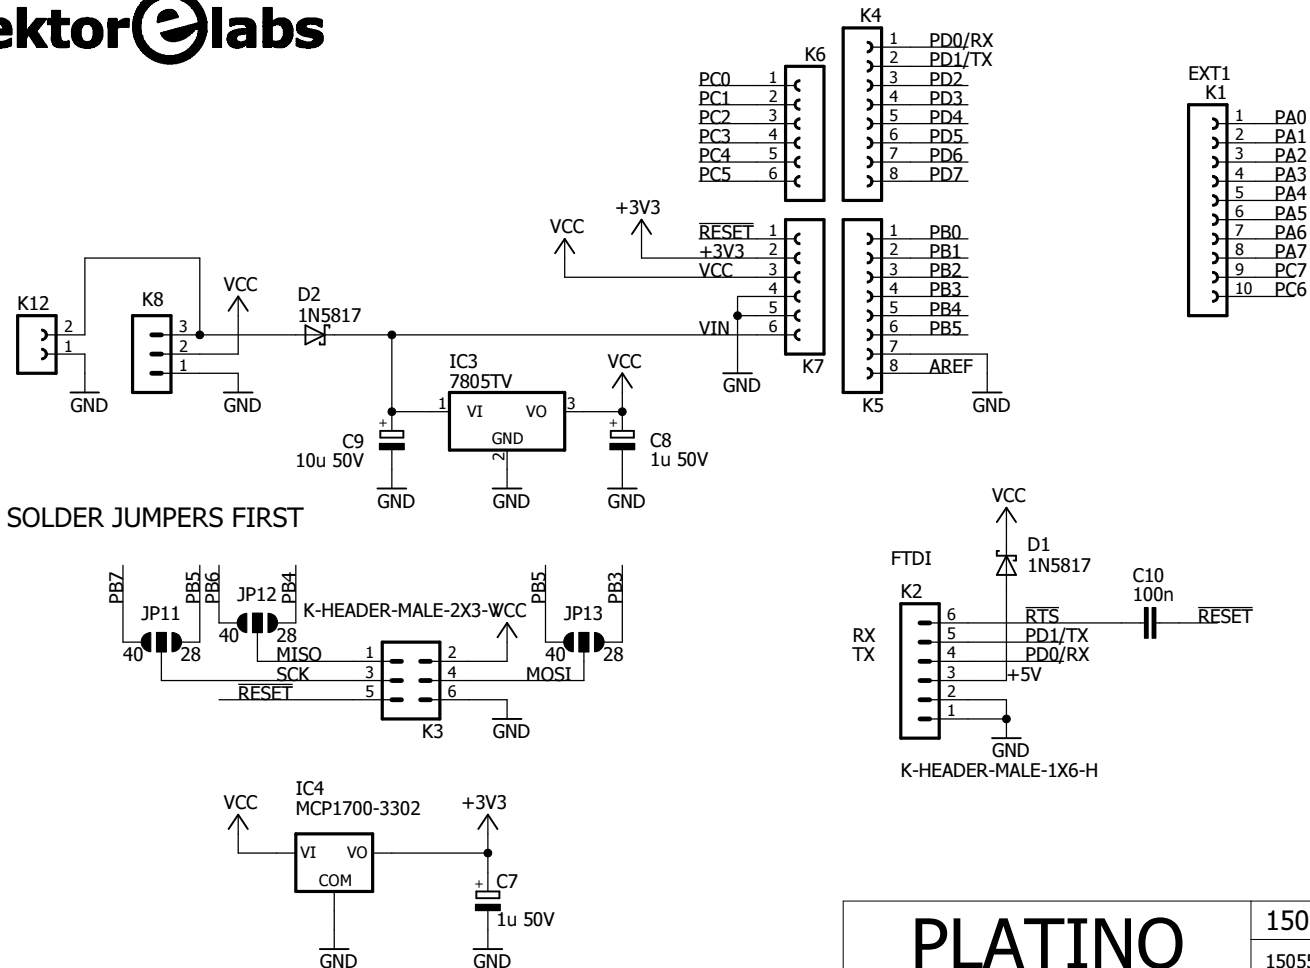 ektor labs
K4
1 PD0/RX
2 PD1/TX
3 PD2
4 PD3
5 PD4
6 PD5
7 PD6
8 PD7
K6
PC0 1
PC1 2
PC2 3
PC3 4
PC4 5
PC5 6
EXT1
K1
1 PA0
2 PA1
3 PA2
4 PA3
5 PA4
6 PA5
7 PA6
8 PA7
9 PC7
10 PC6
+3V3
VCC
RESET 1
+3V3 2
VCC 3
4
5
VIN 6
K7
GND
1 PB0
2 PB1
3 PB2
4 PB3
5 PB4
6 PB5
7
8 AREF
K5
GND
K12
2
1
GND
K8
3
2
1
VCC
GND
D2
1N5817
IC3
7805TV
1 VI VO 3
GND
2
GND
VCC
+
C9
10u 50V
GND
+
C8
1u 50V
GND
SOLDER JUMPERS FIRST
PB7
PB5
JP11
40 28
PB6
PB4
JP12
40 28
K-HEADER-MALE-2X3-V
VCC
PB5
PB3
JP13
40 28
MISO 1 2
SCK 3 4 MOSI
RESET 5 6
K3
GND
VCC
D1
1N5817
FTDI
K2
C10
100n
6 RTS
RESET
RX 5 PD1/TX
TX 4 PD0/RX
3 +5V
2
1
GND
K-HEADER-MALE-1X6-H
IC4
MCP1700-3302
VCC
+3V3
VI VO
COM
GND
+
C7
1u 50V
GND
PLATINO
150
15055